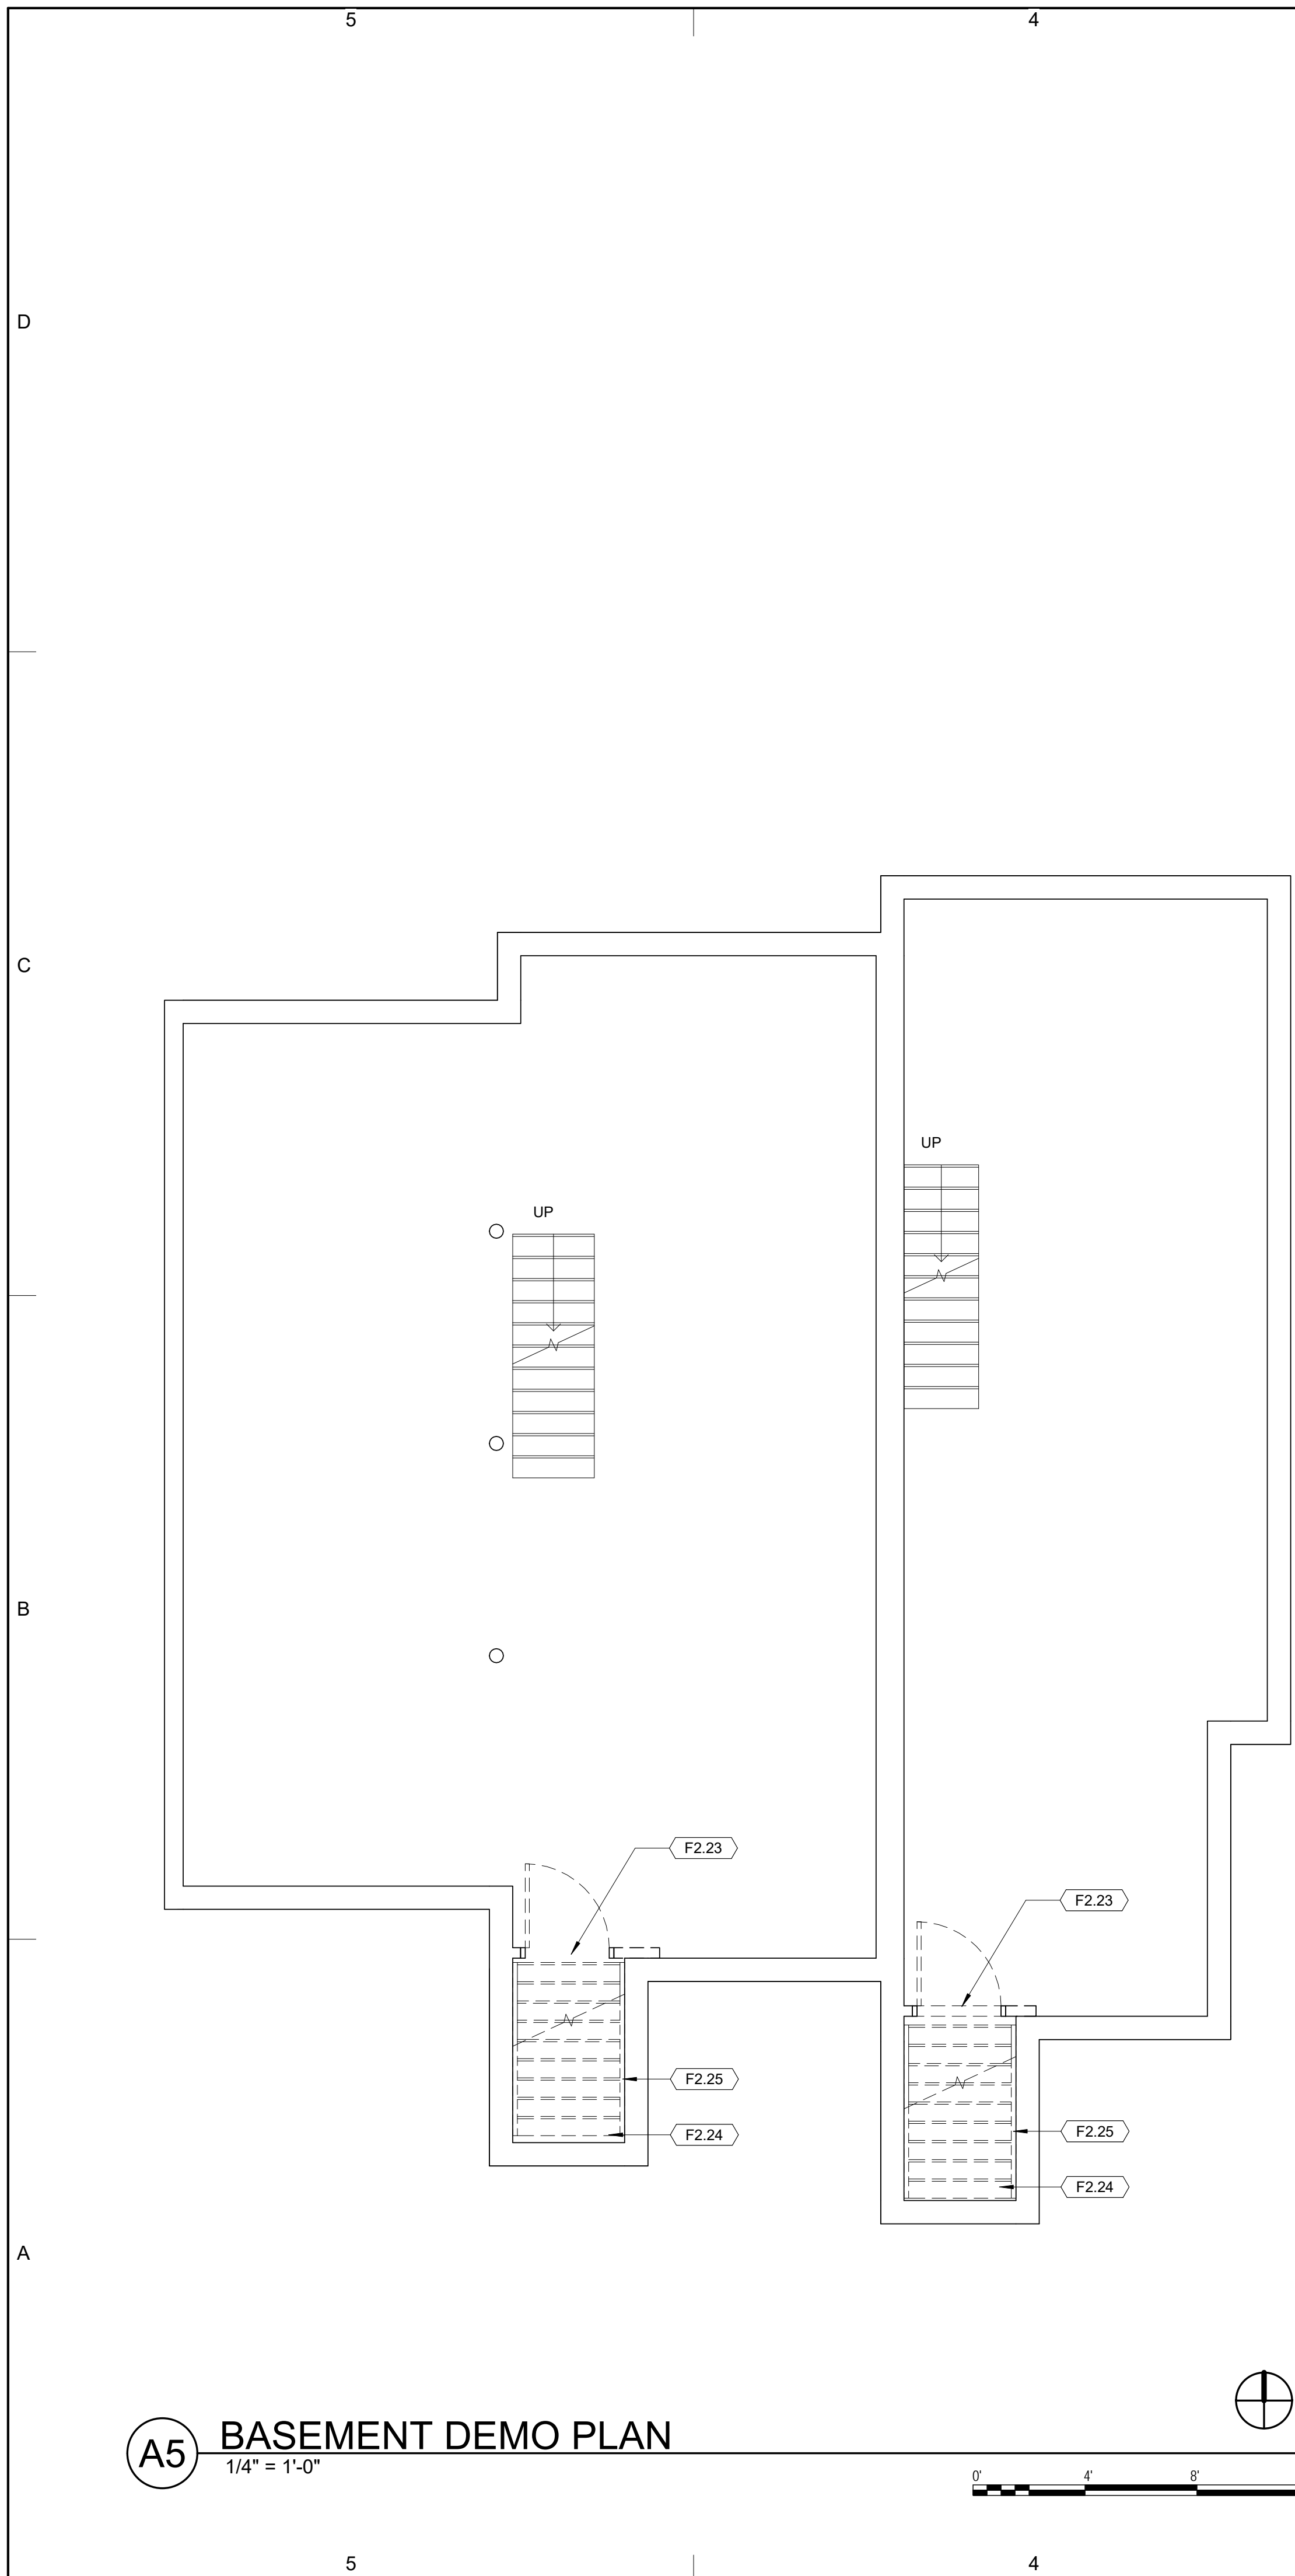 5 4
D
C
UP
UP
B
F2.23
F2.23
F2.25
F2.25
F2.24
F2.24
A
A5 BASEMENT DEMO PLAN
1/4" = 1'-0"
0' 4' 8'
5 4